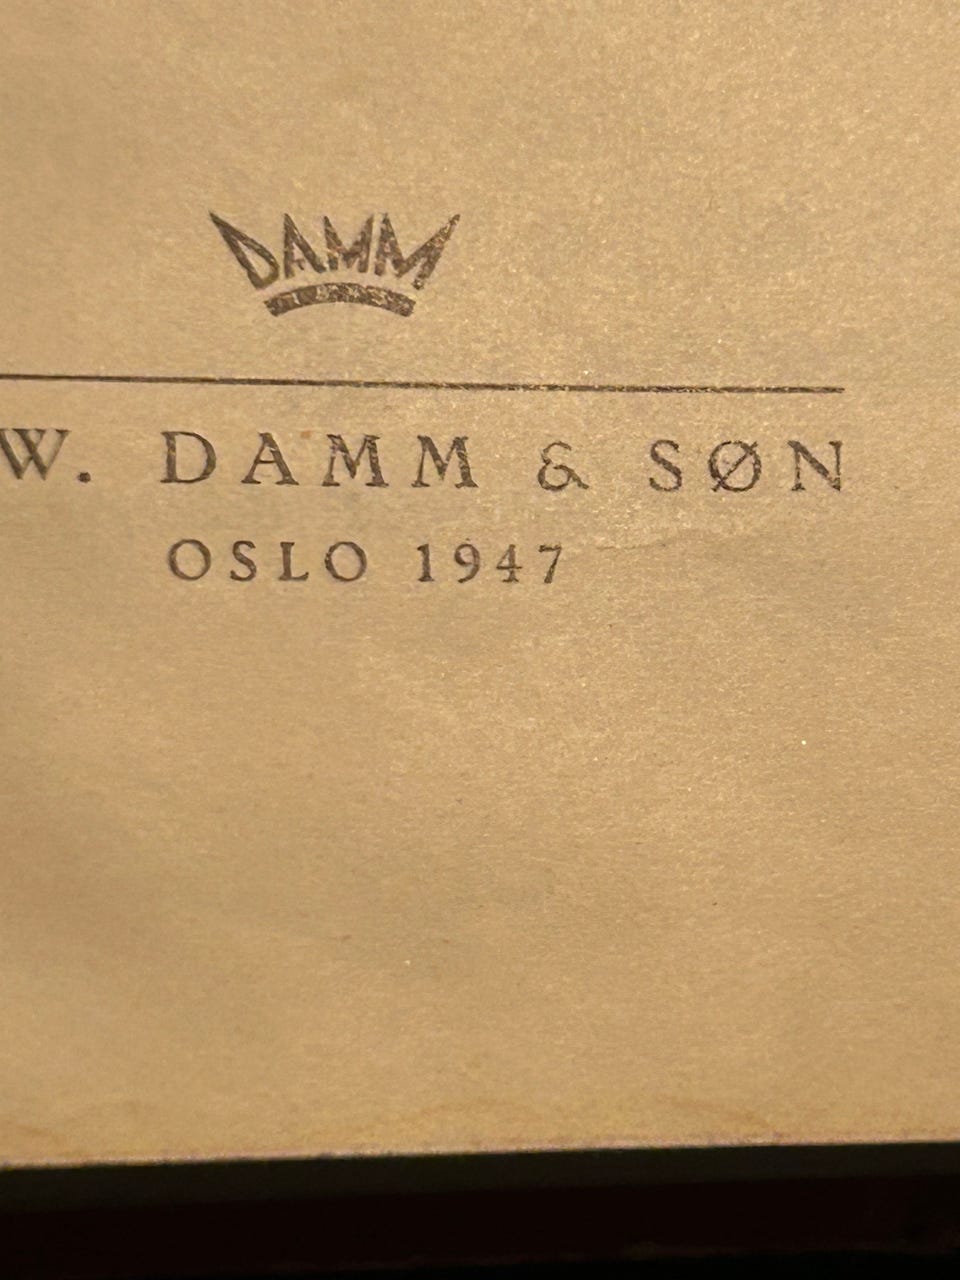 DAMM
W. DAMM & SØN
OSLO 1947